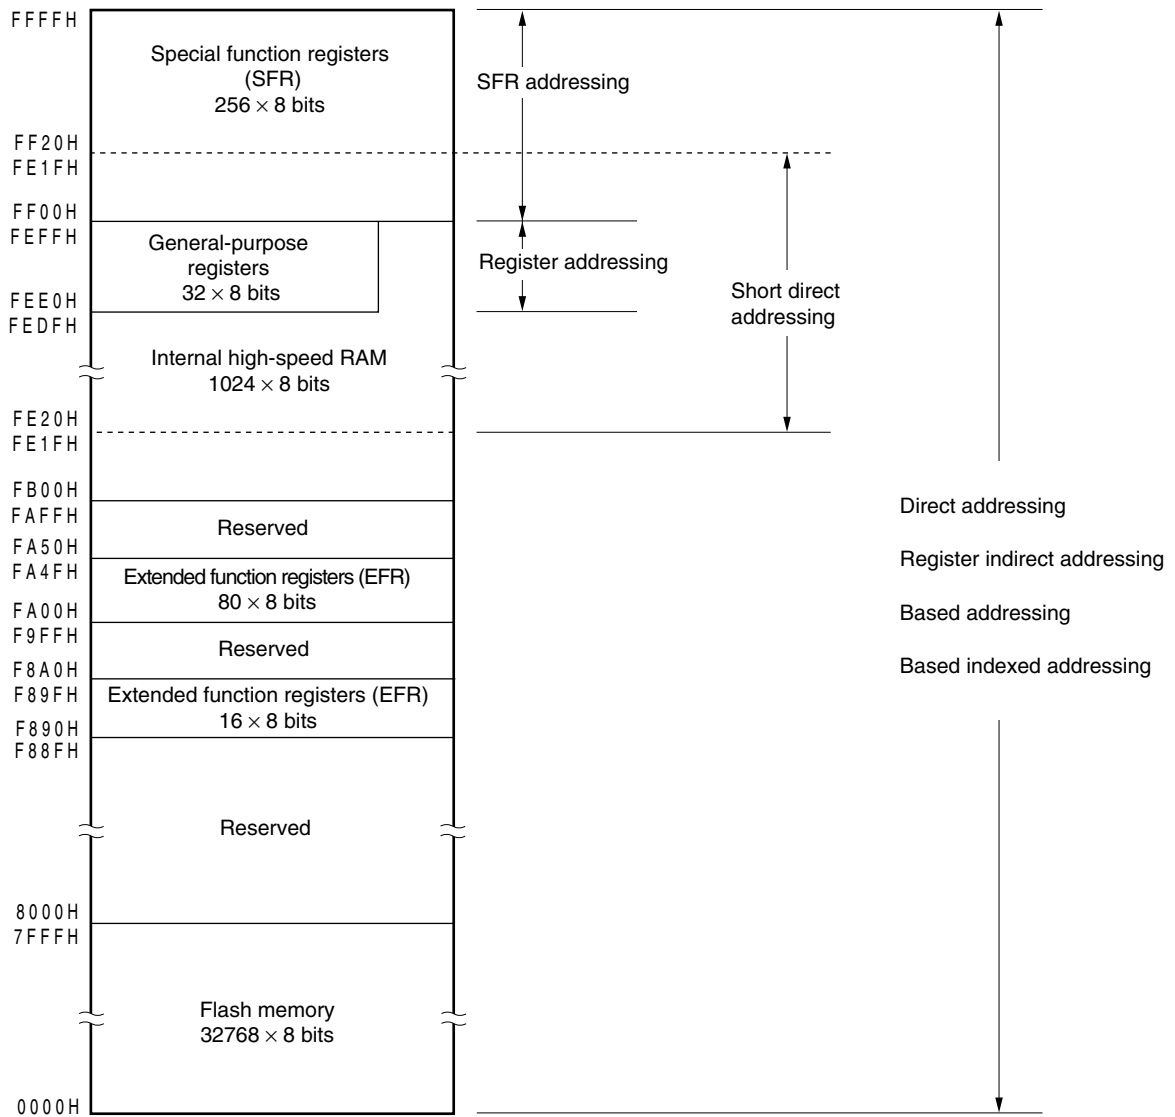 FFFFH
Special function registers
(SFR)
256 × 8 bits
SFR addressing
FF20H
FE1FH
FF00H
FEFFH
General-purpose
registers
32 × 8 bits
Register addressing
Short direct
addressing
FEE0H
FEDFH
Internal high-speed RAM
1024 × 8 bits
FE20H
FE1FH
FB00H
FAFFH
Reserved
FA50H
FA4FH
Extended function registers (EFR)
80 × 8 bits
FA00H
F9FFH
Reserved
F8A0H
F89FH
Extended function registers (EFR)
16 × 8 bits
F890H
F88FH
Direct addressing
Register indirect addressing
Based addressing
Based indexed addressing
Reserved
8000H
7FFFH
Flash memory
32768 × 8 bits
0000H